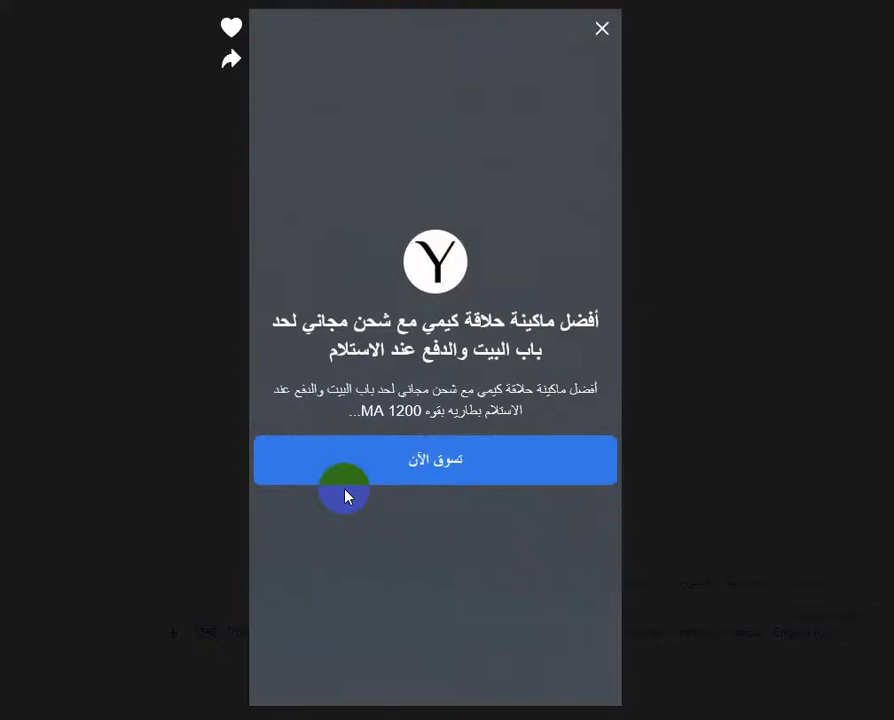 Y
أفضل ماكينة حلاقة كيمي مع شحن مجاني لحد
باب البيت والدفع عند الاستلام
أفضل ماكينة حلاقة كيمي مع شحن مجاني لحد باب البيت والدفع عند
الاستلام بطاريه بقوه 1200 MA...
تسوق الآن